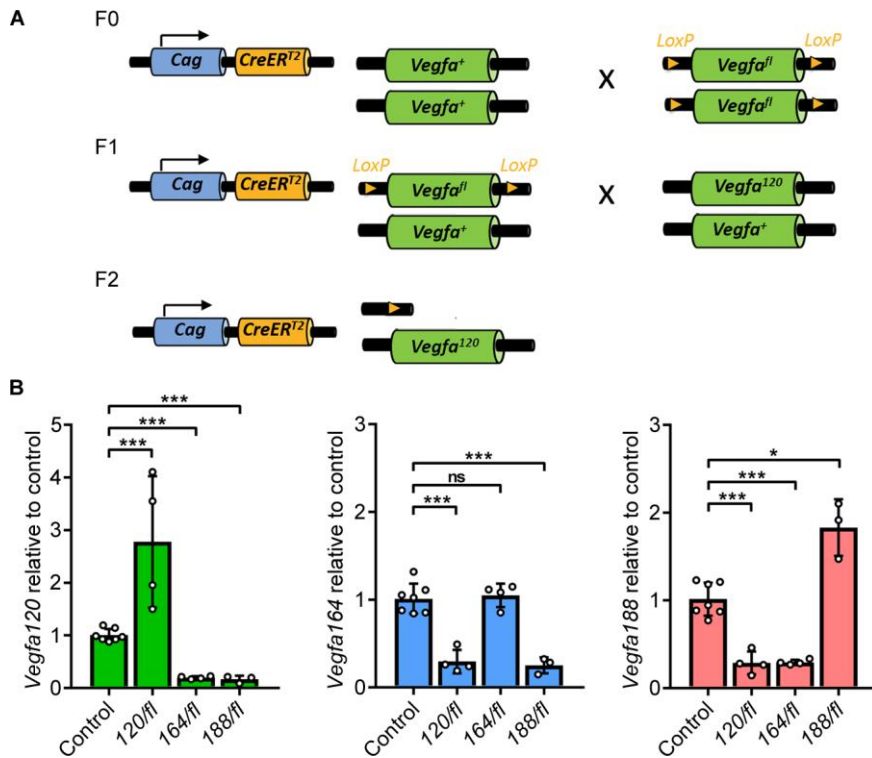 A
F0
Cag CreER^T2 Vegfa^+ X LoxP LoxP Vegfa^fl
Vegfa^+ Vegfa^fl
F1
Cag CreER^T2 LoxP LoxP Vegfa^fl X Vegfa^120
Vegfa^+ Vegfa^+
F2
Cag CreER^T2
Vegfa^120
B
Vegfa120 relative to control
5
4
3
2
1
0
***
***
***
Control 120/fl 164/fl 188/fl
Vegfa164 relative to control
3
2
1
0
***
ns
***
Control 120/fl 164/fl 188/fl
Vegfa188 relative to control
3
2
1
0
*
***
***
Control 120/fl 164/fl 188/fl